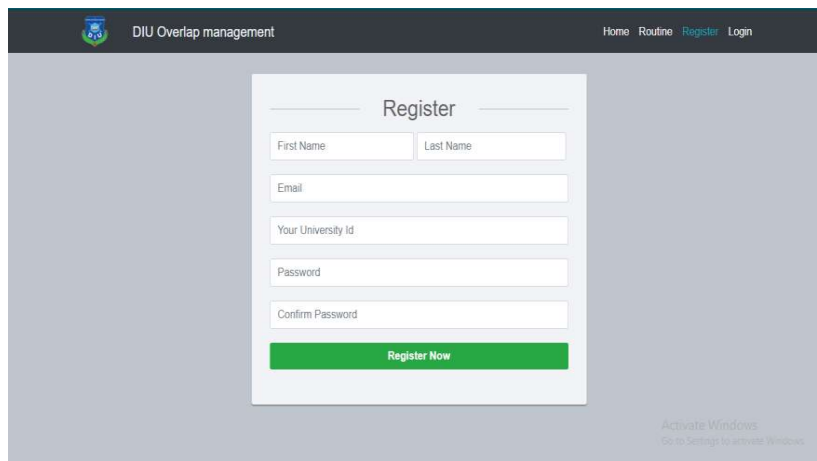 DIU Overlap management
Home Routine Register Login
Register
First Name Last Name
Email
Your University Id
Password
Confirm Password
Register Now
Activate Windows
Go to Settings to activate Windows